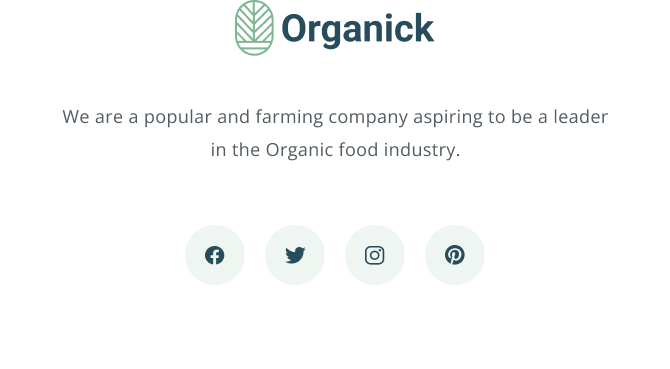 Organick
We are a popular and farming company aspiring to be a leader
in the Organic food industry.